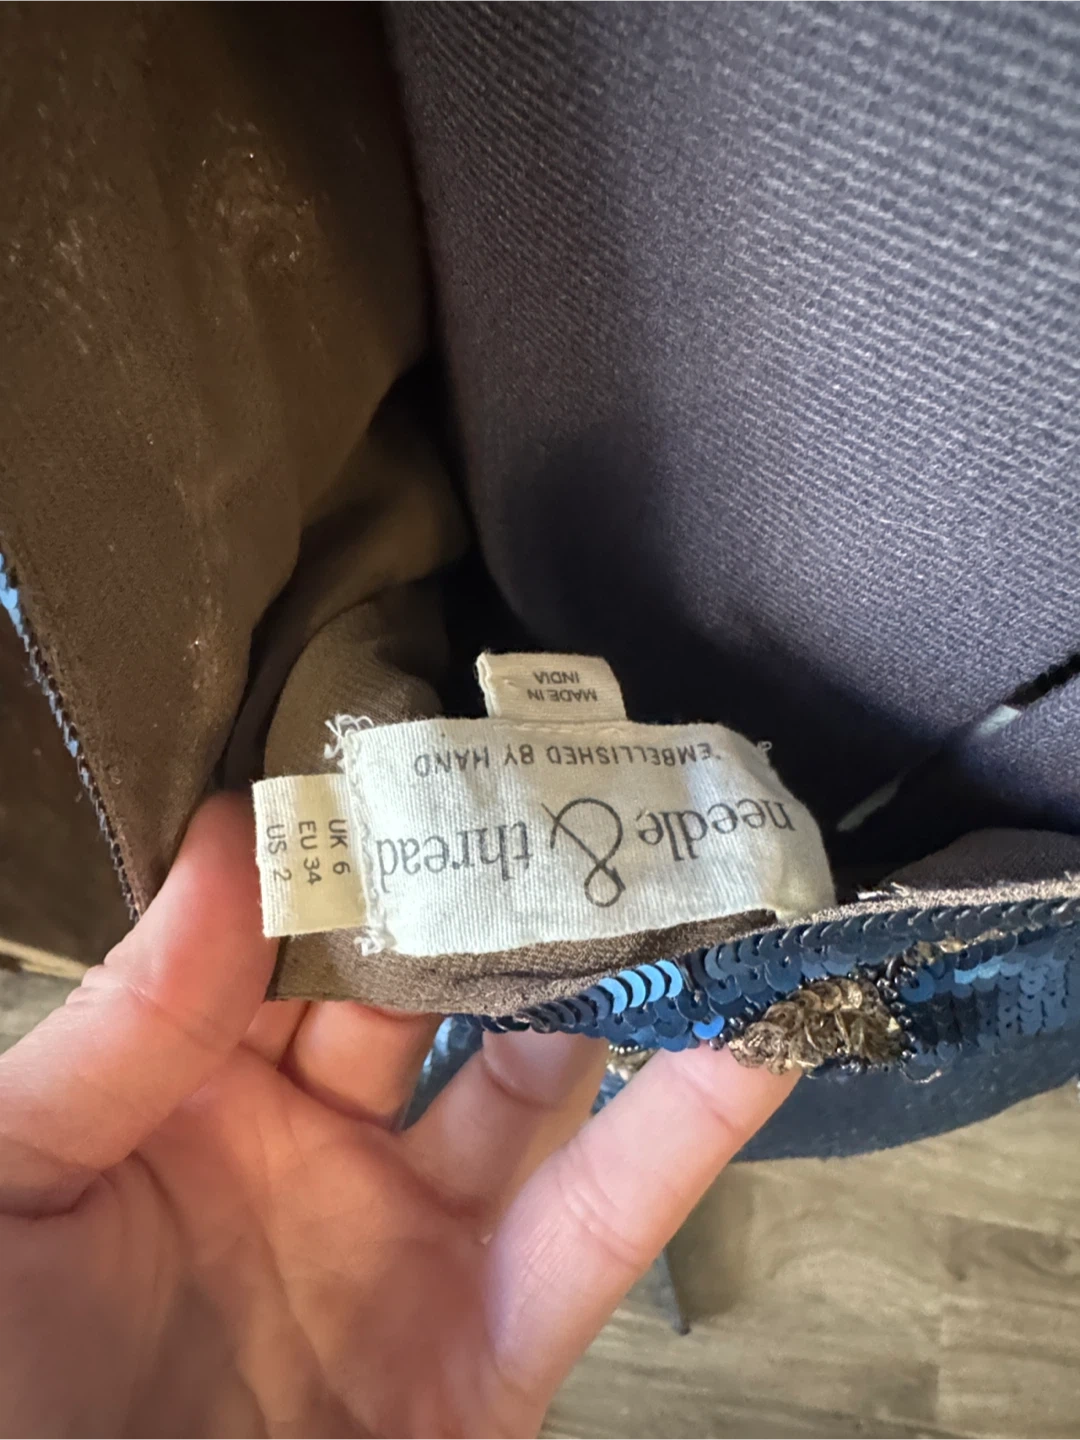 needle & thread
"EMBELLISHED BY HAND
MADE IN
INDIA
UK 6
EU 34
US 2